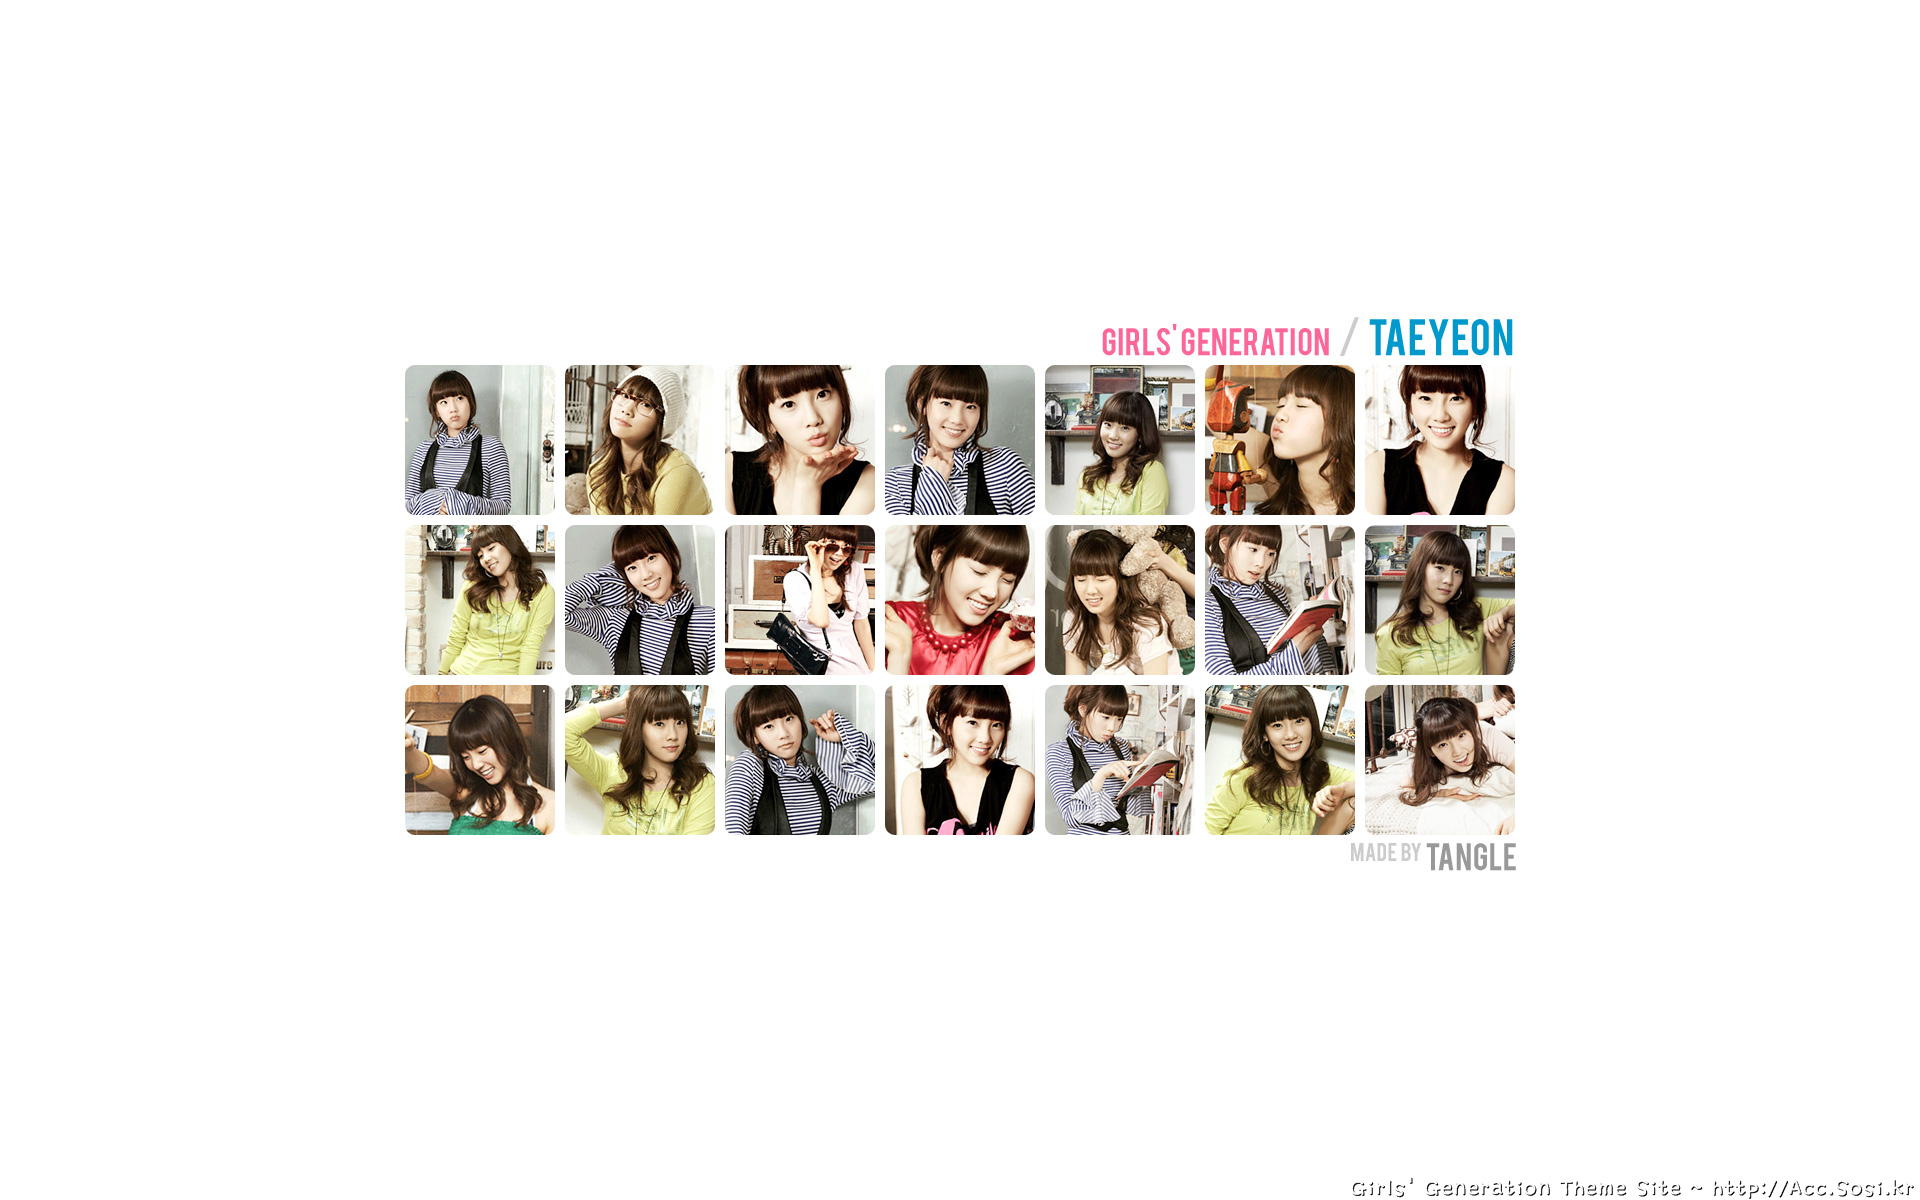 GIRLS' GENERATION / TAEYEON
MADE BY TANGLE
Girls' Generation Theme Site ~ http://Acc.Sosi.kr